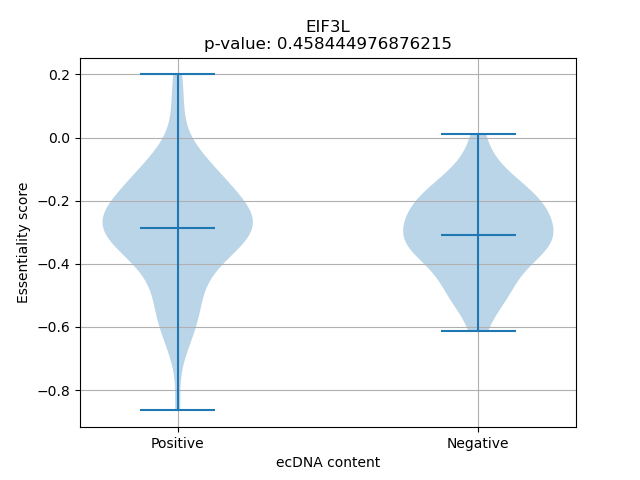 EIF3L
p-value: 0.458444976876215
0.2
0.0
−0.2
−0.4
−0.6
−0.8
Essentiality score
Positive
Negative
ecDNA content